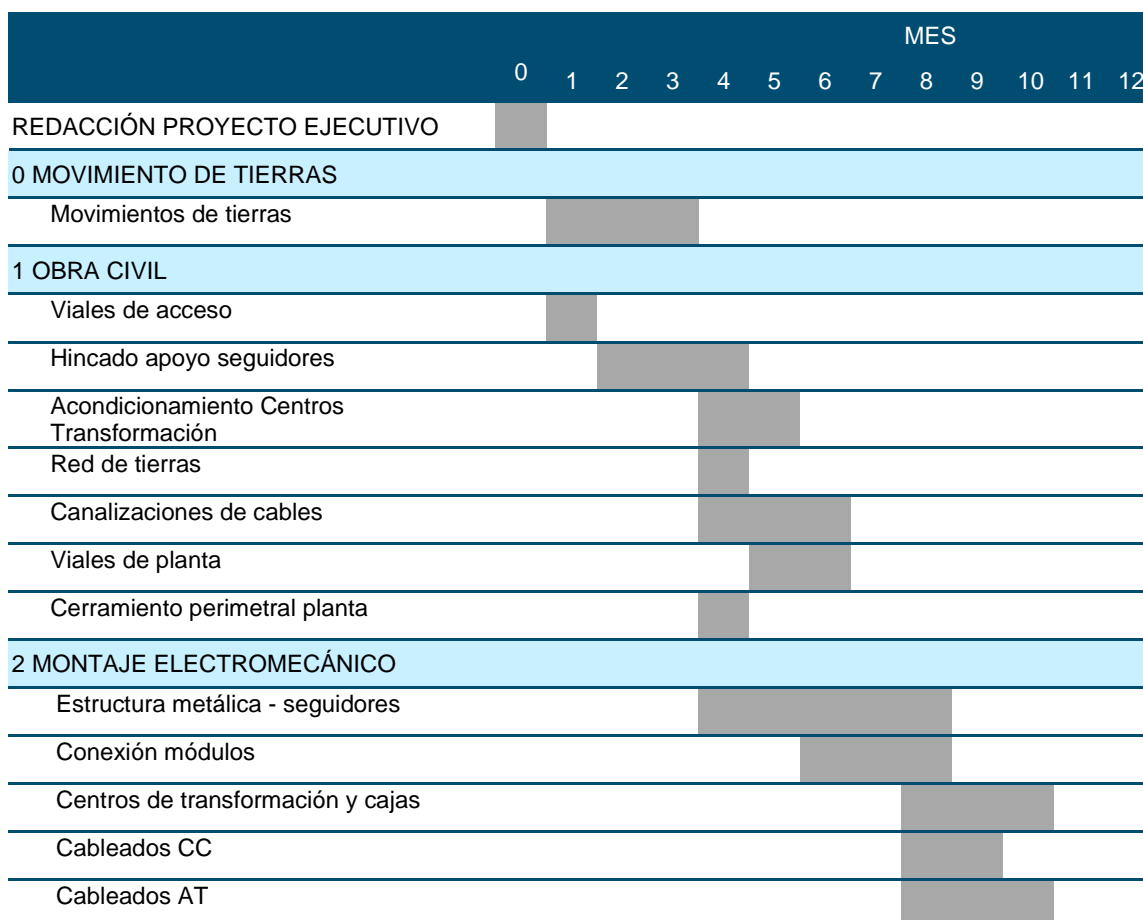 MES
0 1 2 3 4 5 6 7 8 9 10 11 12
REDACCIÓN PROYECTO EJECUTIVO
0 MOVIMIENTO DE TIERRAS
Movimientos de tierras
1 OBRA CIVIL
Viales de acceso
Hincado apoyo seguidores
Acondicionamiento Centros
Transformación
Red de tierras
Canalizaciones de cables
Viales de planta
Cerramiento perimetral planta
2 MONTAJE ELECTROMECÁNICO
Estructura metálica - seguidores
Conexión módulos
Centros de transformación y cajas
Cableados CC
Cableados AT